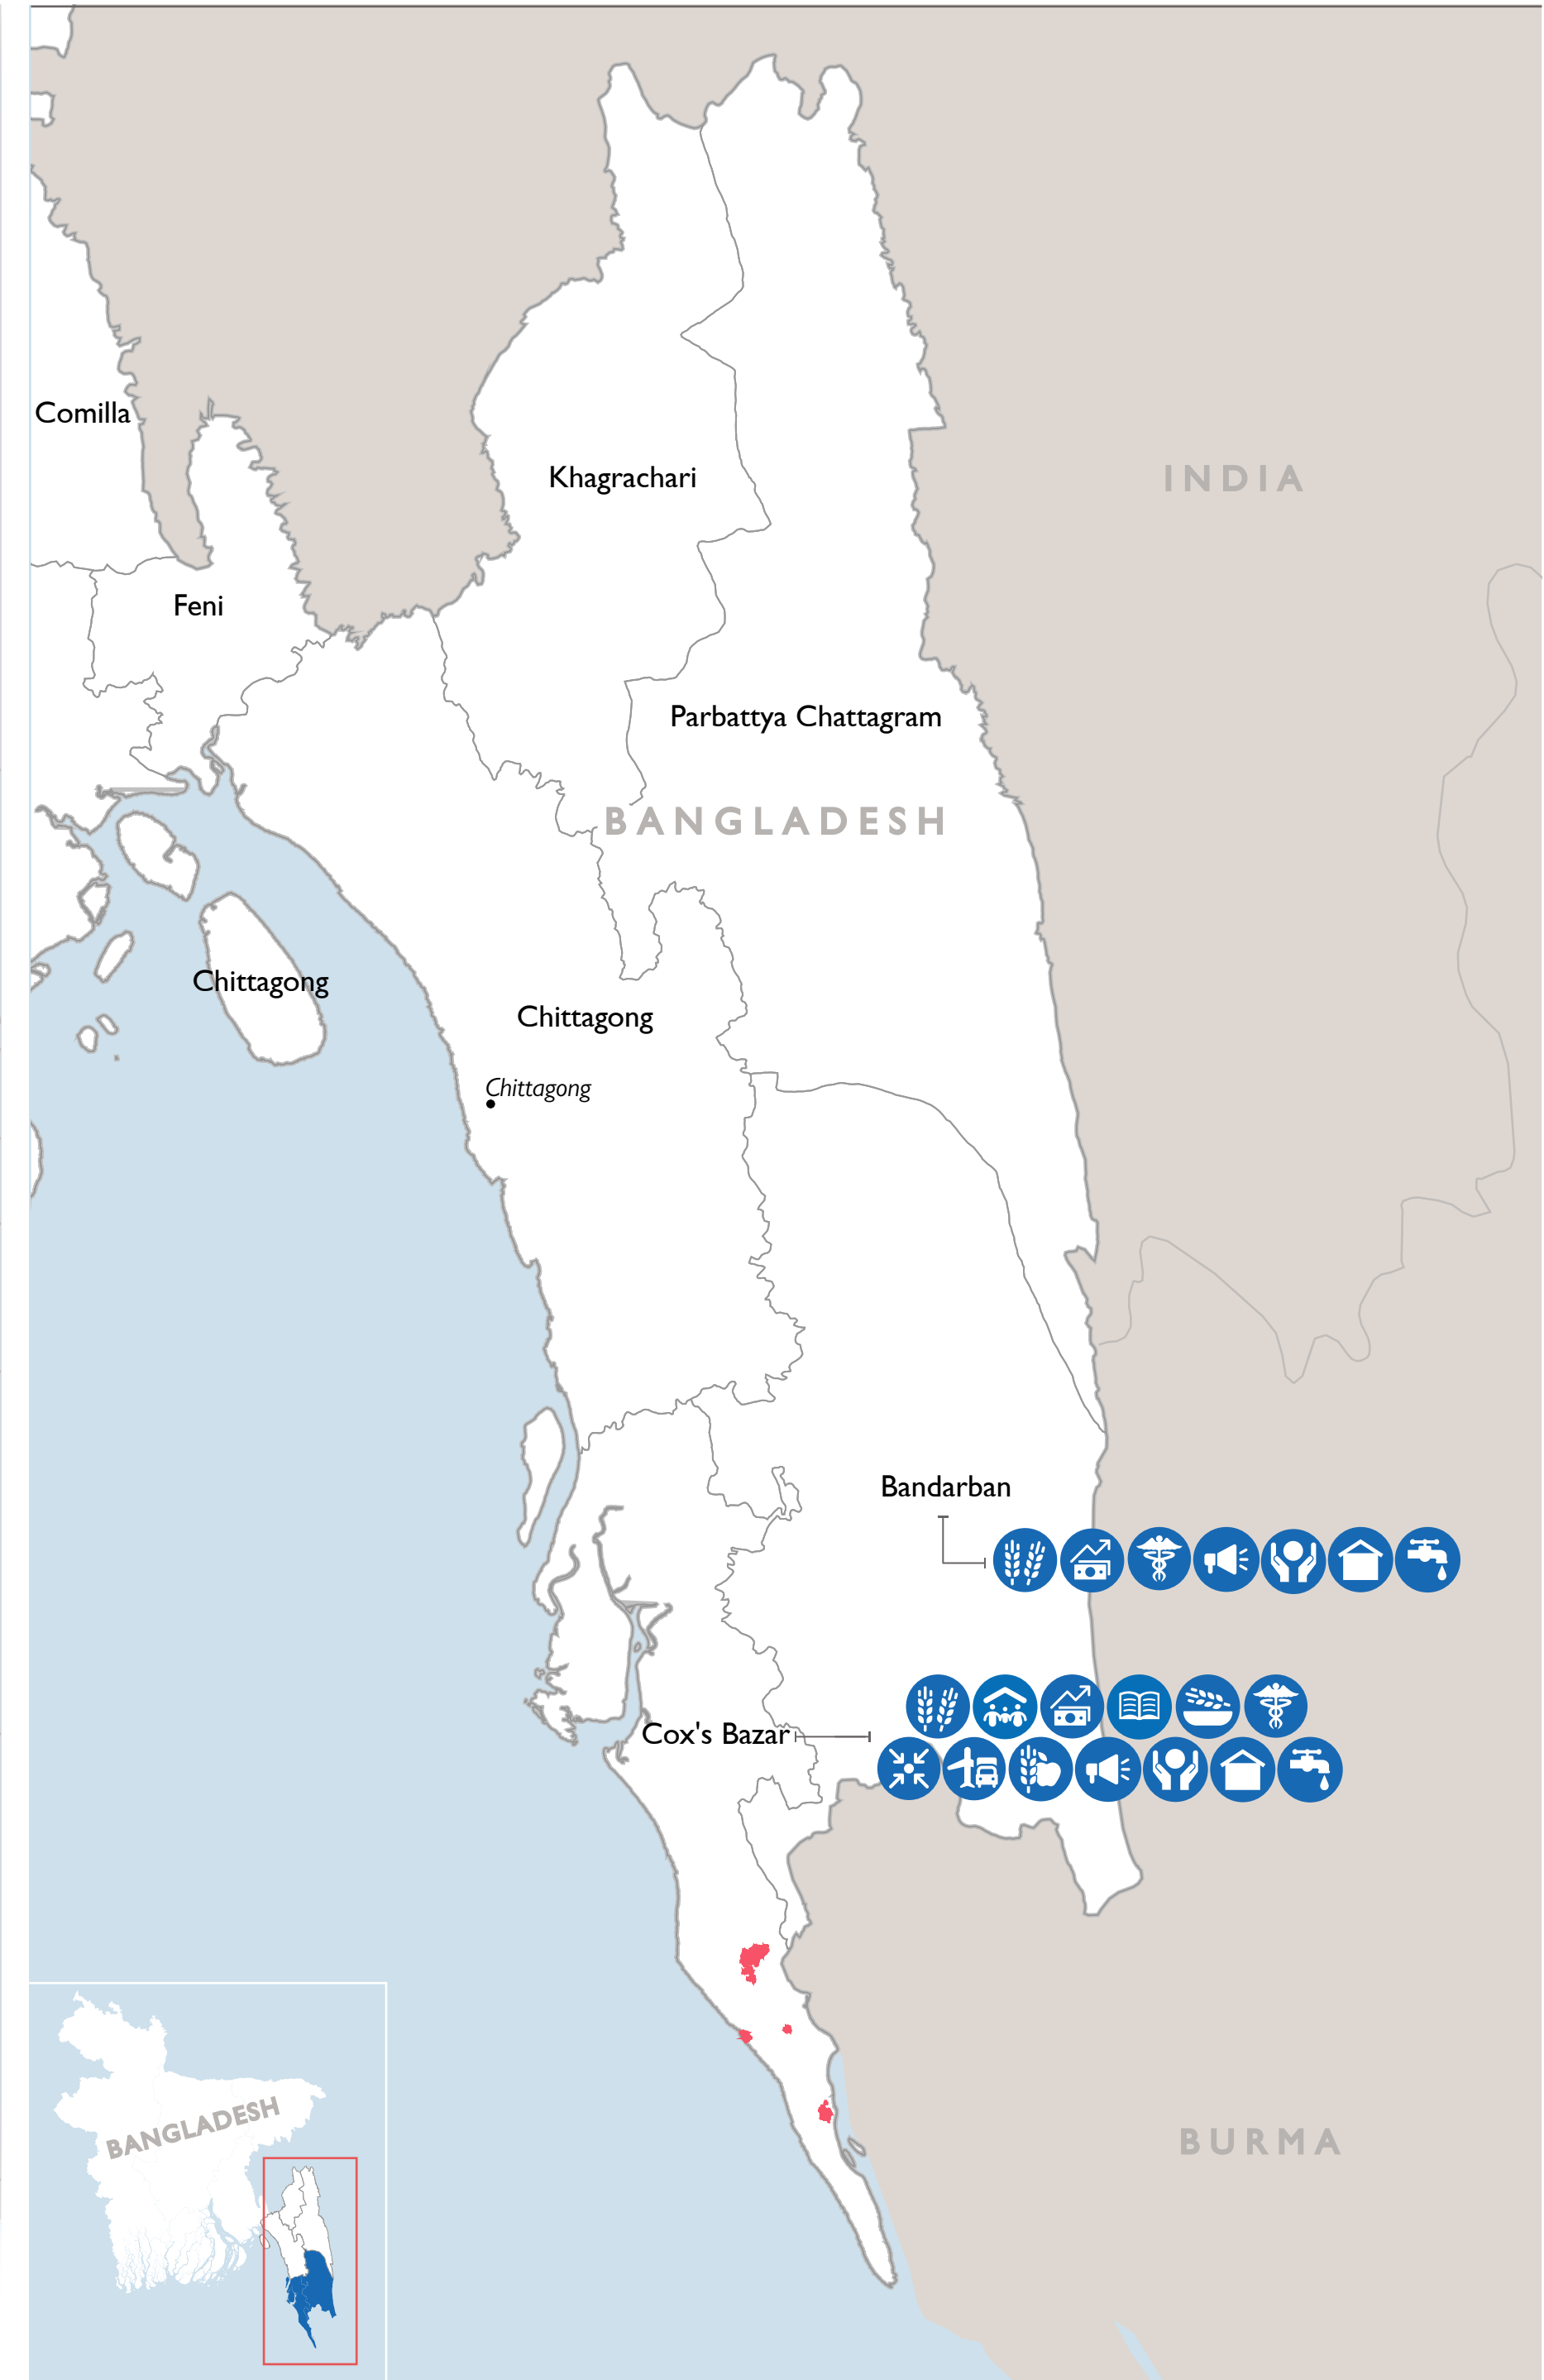 Comilla
Khagrachari
INDIA
Feni
Parbattya Chattagram
BANGLADESH
Chittagong
Chittagong
Chittagong
Bandarban
Cox's Bazar
BANGLADESH
BURMA